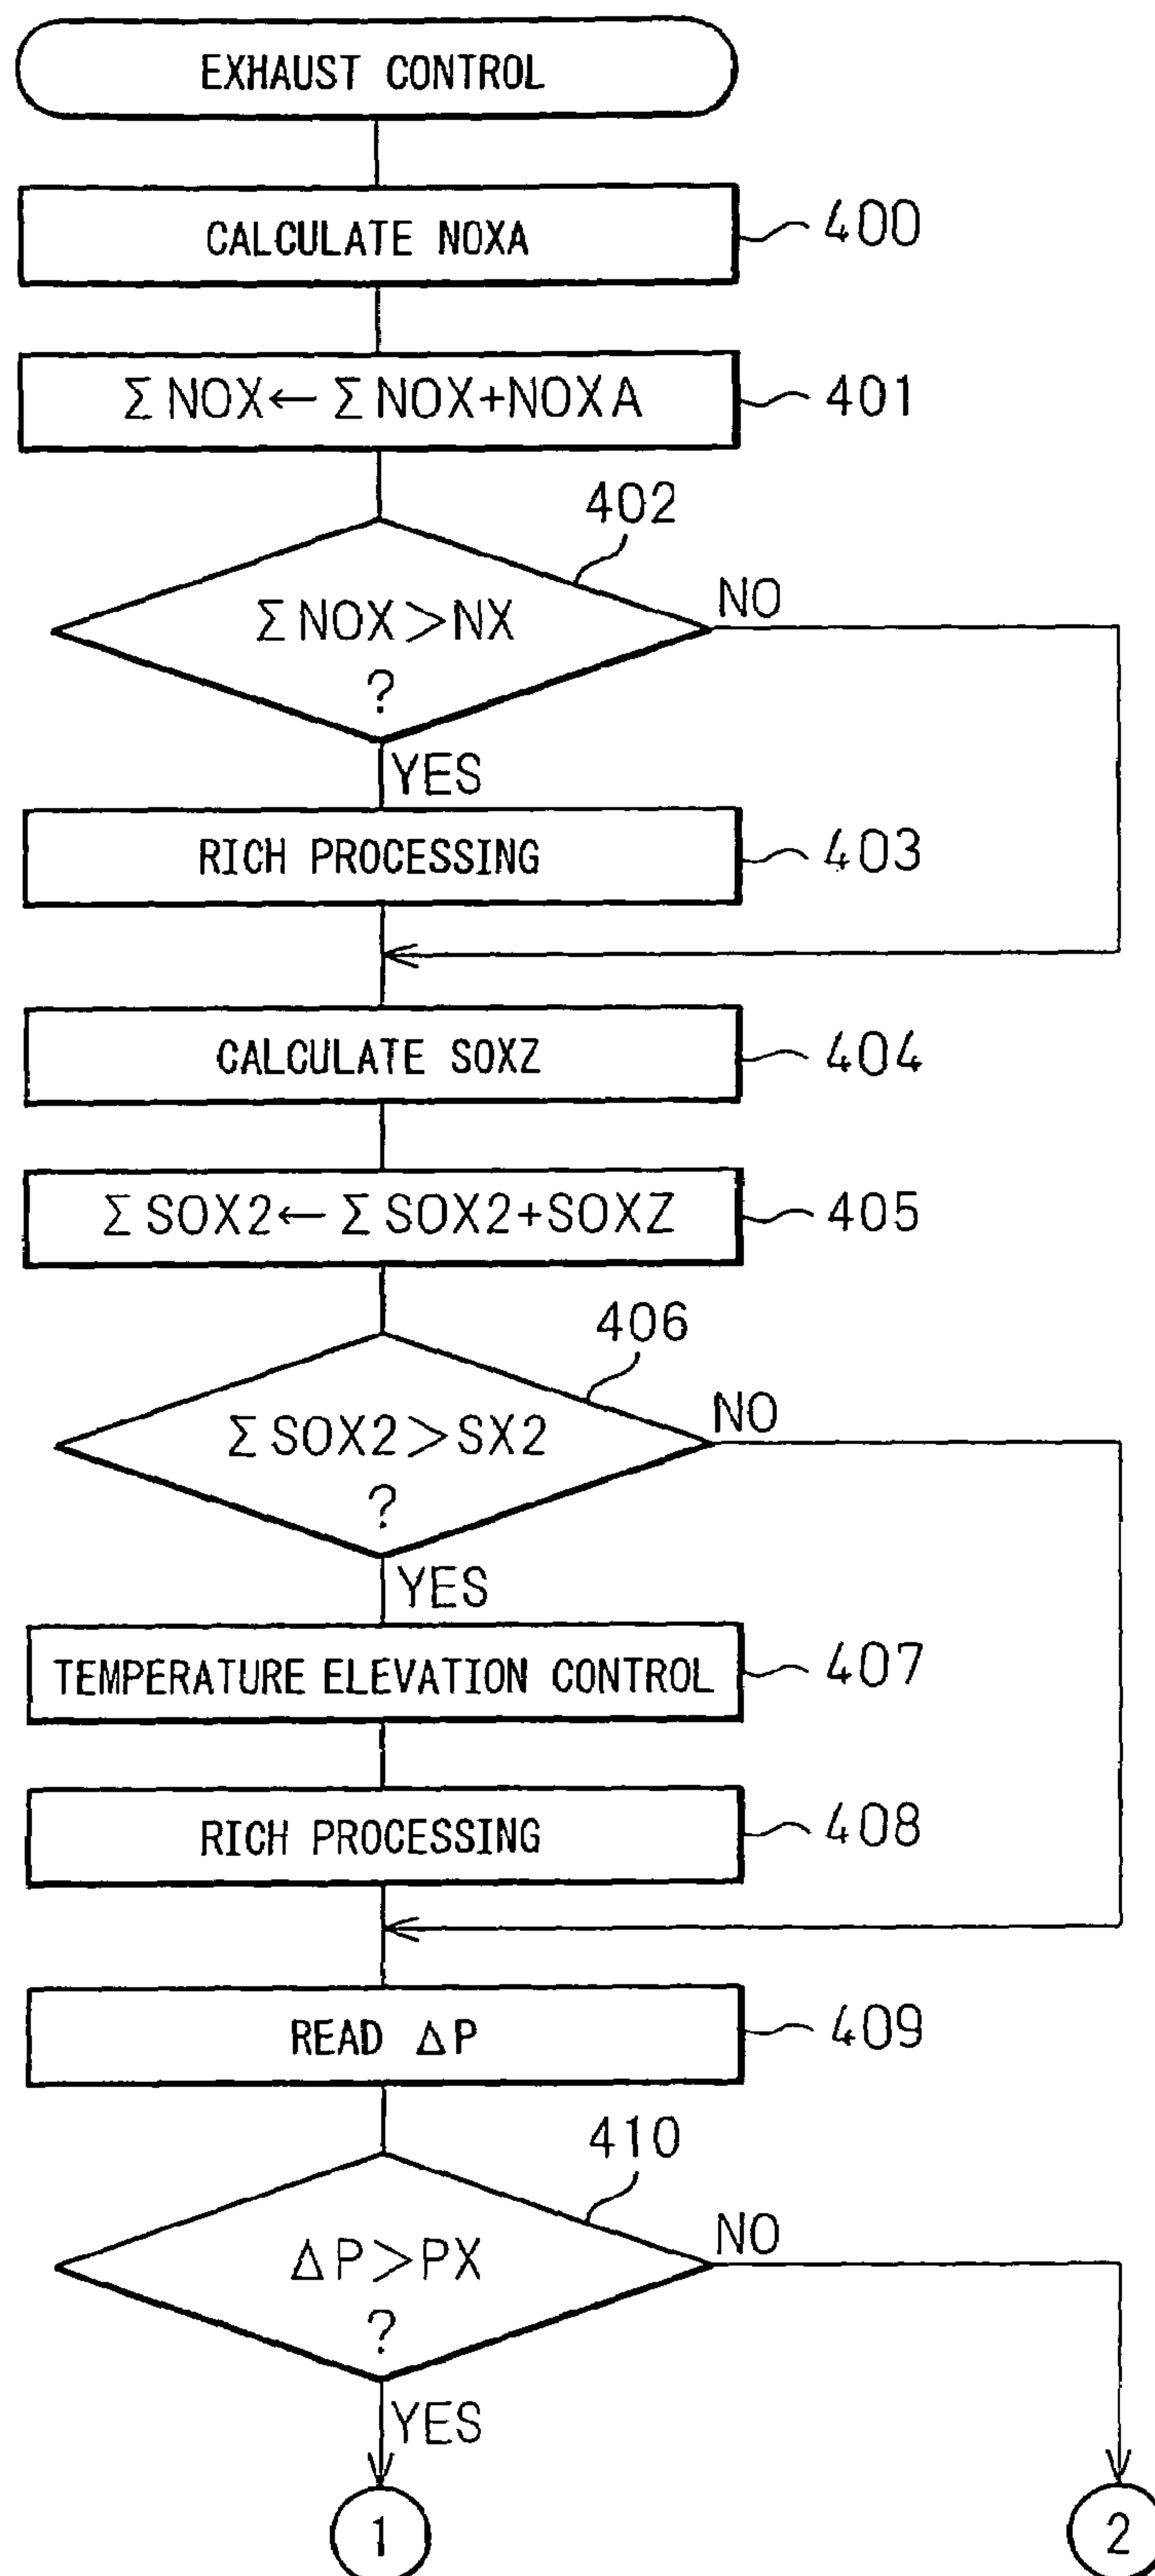 EXHAUST CONTROL
CALCULATE NOXA
400
ΣNOX←ΣNOX+NOXA
401
402
ΣNOX>NX
?
NO
YES
RICH PROCESSING
403
CALCULATE SOXZ
404
ΣSOX2←ΣSOX2+SOXZ
405
406
ΣSOX2>SX2
?
NO
YES
TEMPERATURE ELEVATION CONTROL
407
RICH PROCESSING
408
READ ΔP
409
410
ΔP>PX
?
NO
YES
1
2